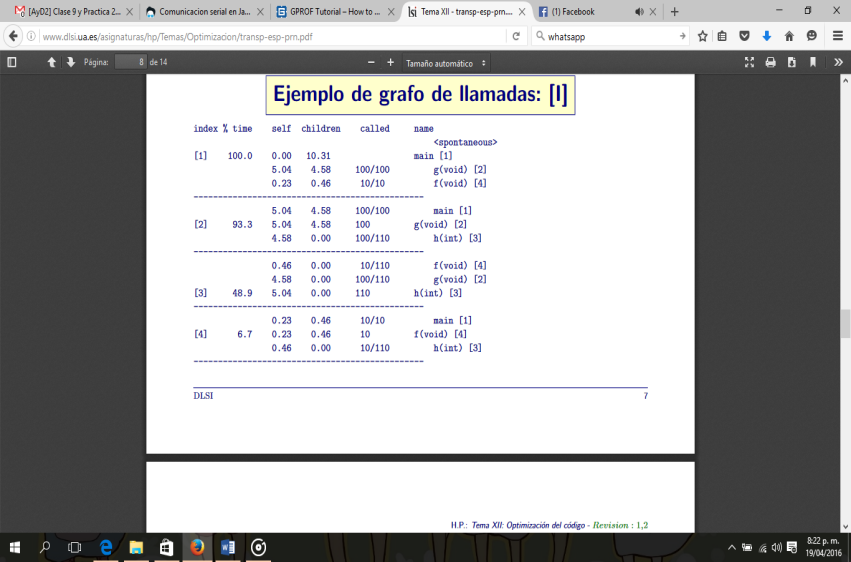 [AyD2] Clase 9 y Practica 2... × Comunicacion serial en Ja... × GPROF Tutorial – How to ... × Tema XII - transp-esp-prn.... × (1) Facebook ×
www.dlsi.ua.es/asignaturas/hp/Temas/Optimizacion/transp-esp-prn.pdf whatsapp
Página: 8 de 14 Tamaño automático
Ejemplo de grafo de llamadas: [I]
index % time self children called name
<spontaneous>
[1] 100.0 0.00 10.31 main [1]
5.04 4.58 100/100 g(void) [2]
0.23 0.46 10/10 f(void) [4]
-----------------------------------------------
5.04 4.58 100/100 main [1]
[2] 93.3 5.04 4.58 100 g(void) [2]
4.58 0.00 100/110 h(int) [3]
-----------------------------------------------
0.46 0.00 10/110 f(void) [4]
4.58 0.00 100/110 g(void) [2]
[3] 48.9 5.04 0.00 110 h(int) [3]
-----------------------------------------------
0.23 0.46 10/10 main [1]
[4] 6.7 0.23 0.46 10 f(void) [4]
0.46 0.00 10/110 h(int) [3]
-----------------------------------------------
DLSI 7
H.P.: Tema XII: Optimización del código - Revision : 1,2
8:22 p. m.
19/04/2016